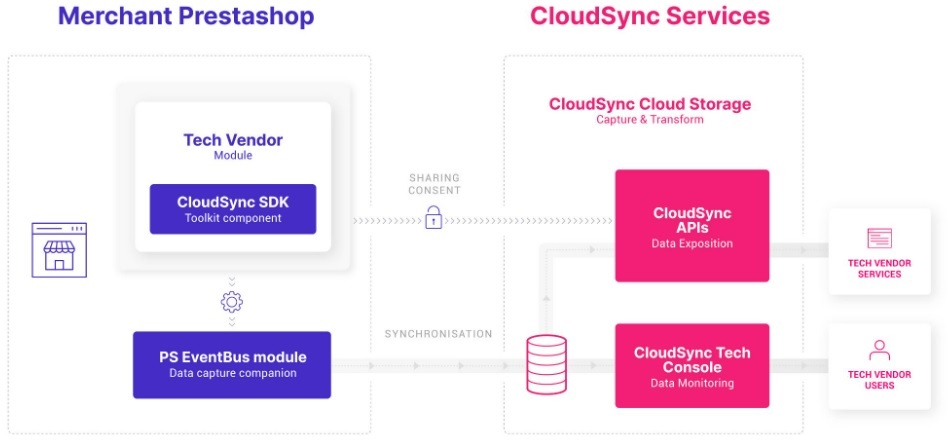 Merchant Prestashop
CloudSync Services
CloudSync Cloud Storage
Capture & Transform
Tech Vendor
Module
CloudSync SDK
Toolkit component
SHARING
CONSENT
CloudSync
APIs
Data Exposition
TECH VENDOR
SERVICES
SYNCHRONISATION
PS EventBus module
Data capture companion
CloudSync Tech
Console
Data Monitoring
TECH VENDOR
USERS